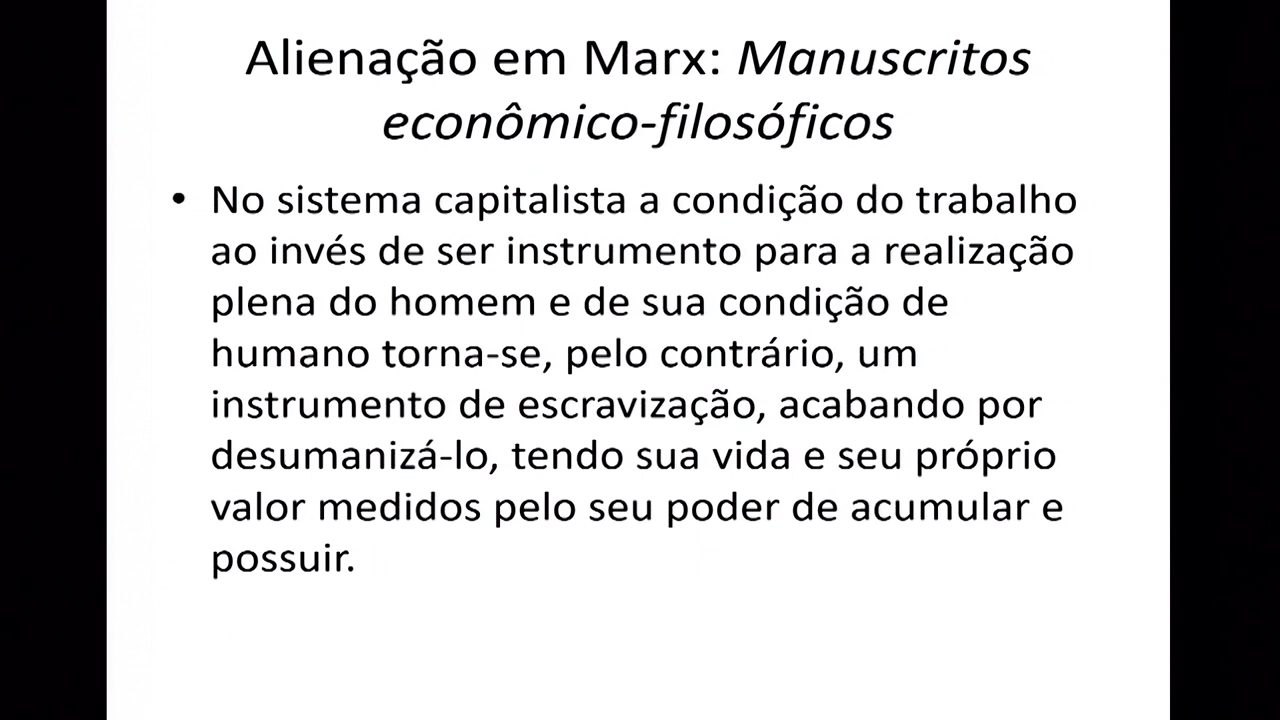 Alienação em Marx: Manuscritos
econômico-filosóficos
• No sistema capitalista a condição do trabalho
ao invés de ser instrumento para a realização
plena do homem e de sua condição de
humano torna-se, pelo contrário, um
instrumento de escravização, acabando por
desumanizá-lo, tendo sua vida e seu próprio
valor medidos pelo seu poder de acumular e
possuir.